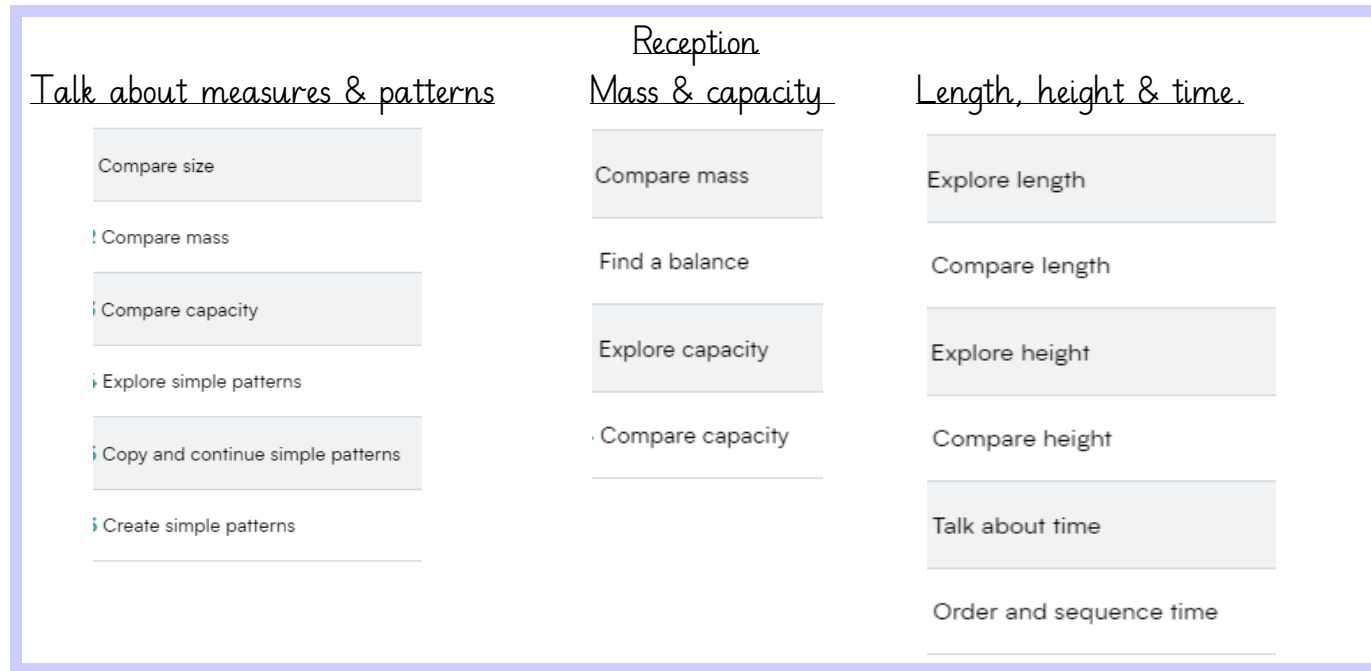 Reception
Talk about measures & patterns
Compare size
Compare mass
Compare capacity
Explore simple patterns
Copy and continue simple patterns
Create simple patterns
Mass & capacity
Compare mass
Find a balance
Explore capacity
Compare capacity
Length, height & time.
Explore length
Compare length
Explore height
Compare height
Talk about time
Order and sequence time